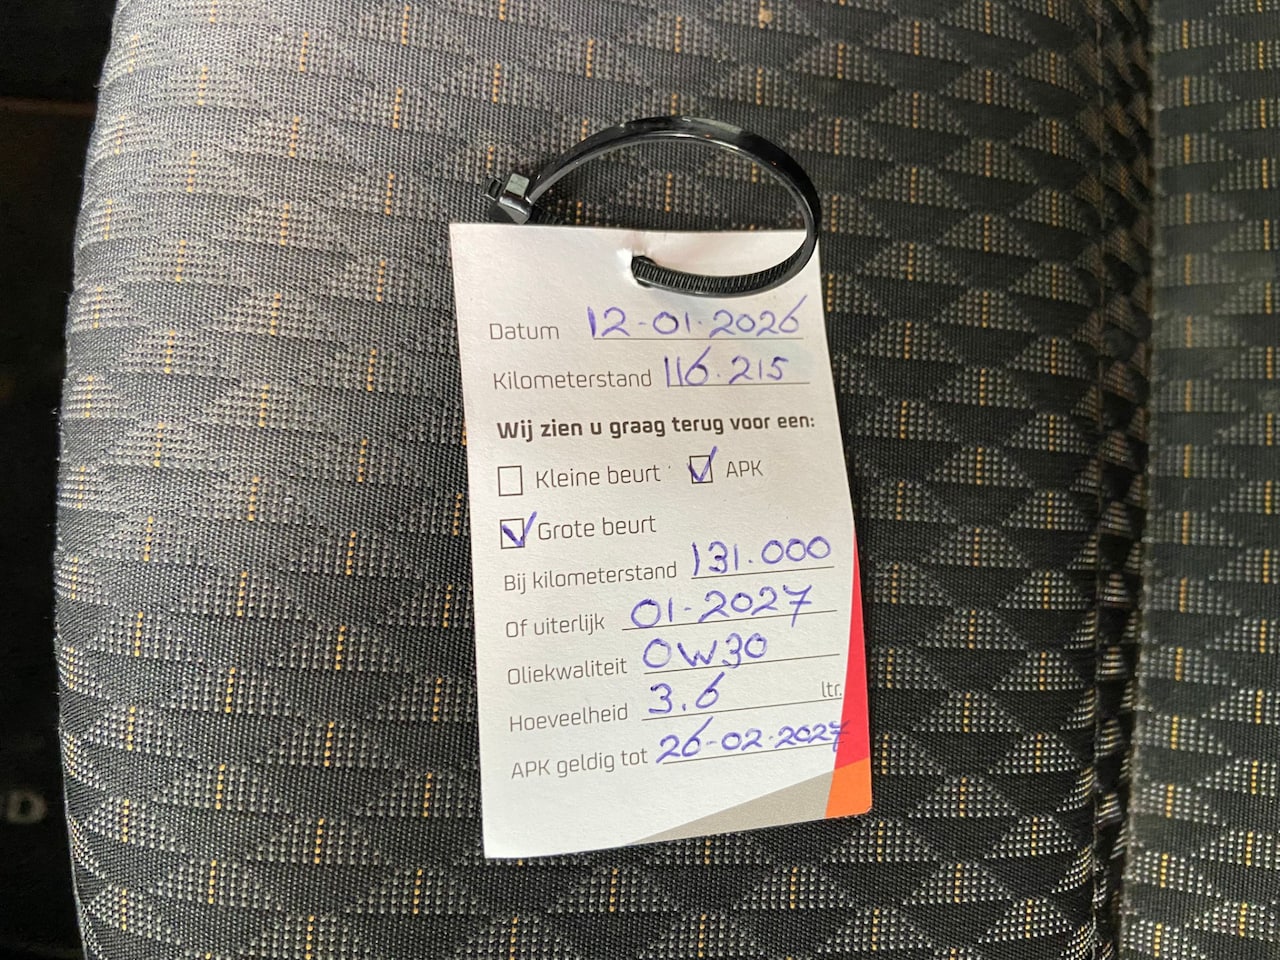 Datum 12-01-2026
Kilometerstand 116.215
Wij zien u graag terug voor een:
Kleine beurt APK
Grote beurt
Bij kilometerstand 131.000
Of uiterlijk 01-2027
Oliekwaliteit 0W30
Hoeveelheid 3.6 ltr.
APK geldig tot 26-02-2027
D